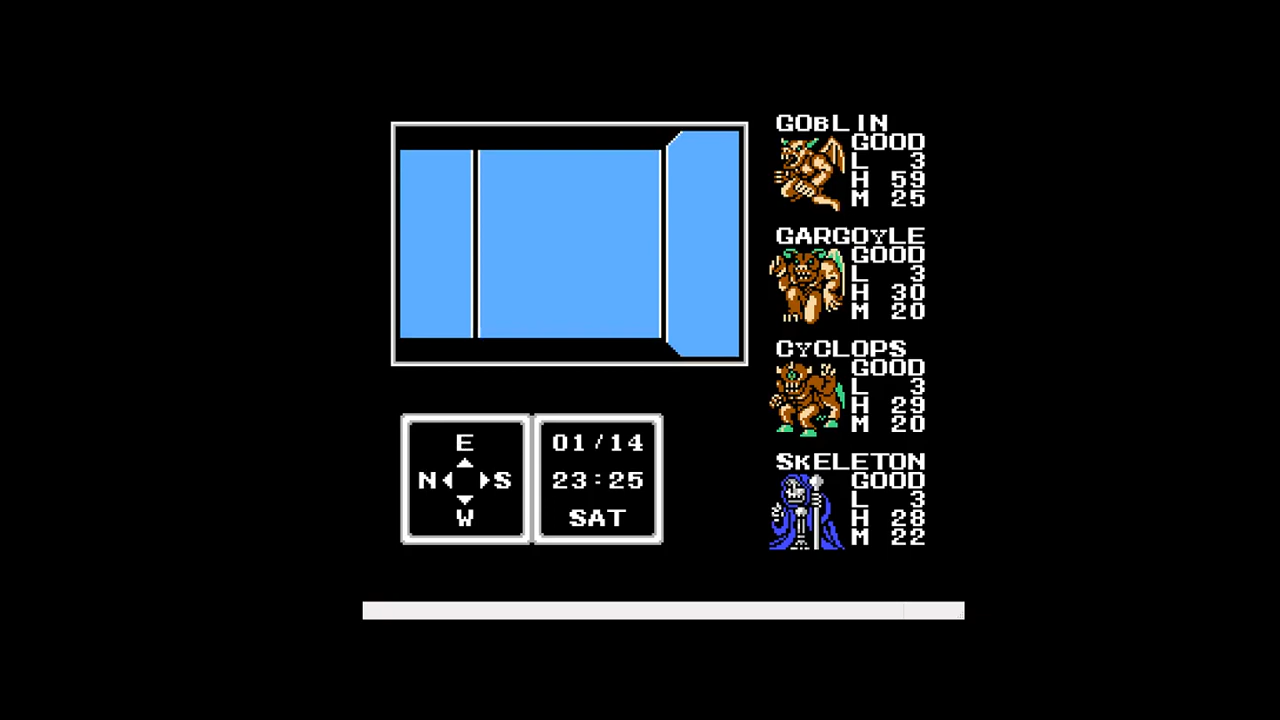 GOBLIN
GOOD
L 3
H 59
M 25
GARGOYLE
GOOD
L 3
H 30
M 20
CYCLOPS
GOOD
L 3
H 29
M 20
SKELETON
GOOD
L 3
H 28
M 22
E
N S
W
01/14
23:25
SAT